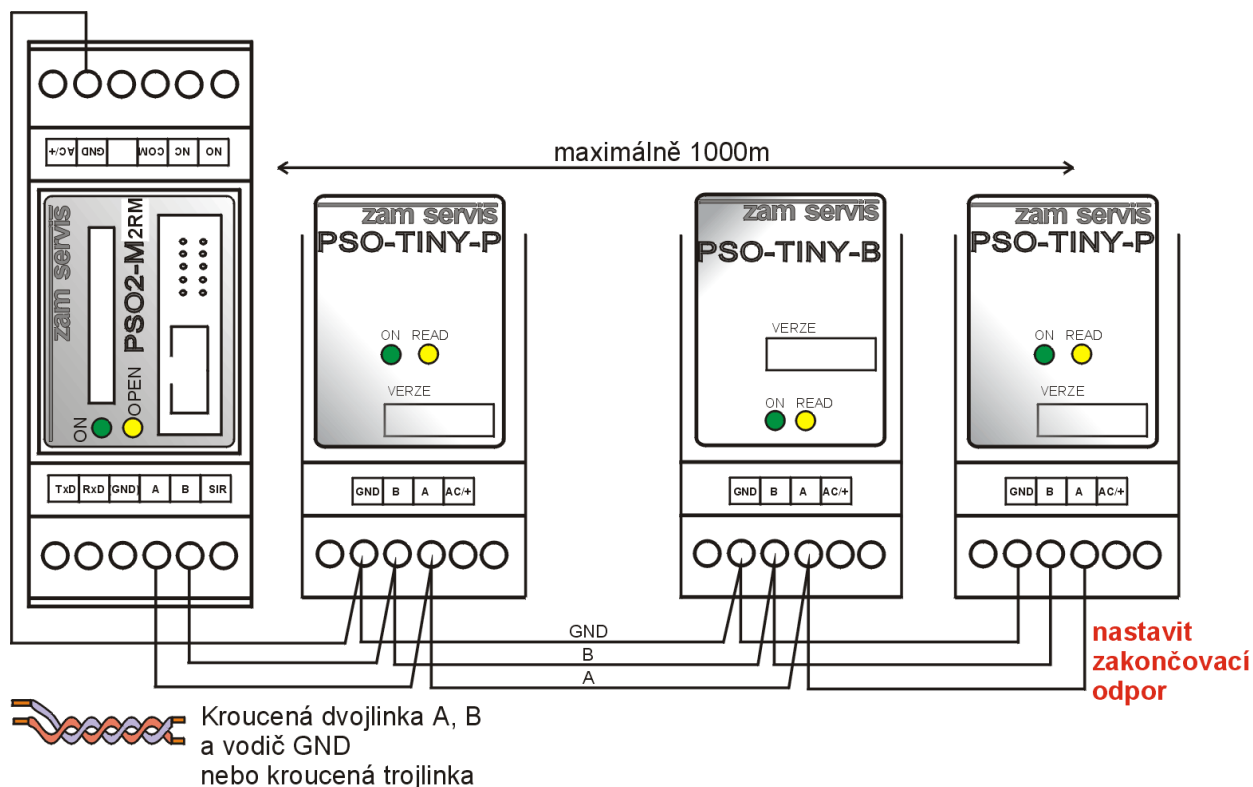 AC/+ GND COM NC NO
maximálně 1000m
zam servis
PSO2-M 2RM
ON
OPEN
TxD RxD (GND) A B SIR
zam servis
PSO-TINY-P
ON READ
VERZE
GND B A AC/+
zam servis
PSO-TINY-B
VERZE
ON READ
GND B A AC/+
zam servis
PSO-TINY-P
ON READ
VERZE
GND B A AC/+
GND
B
A
nastavit
zakončovací
odpor
Kroucená dvojlinka A, B
a vodič GND
nebo kroucená trojlinka